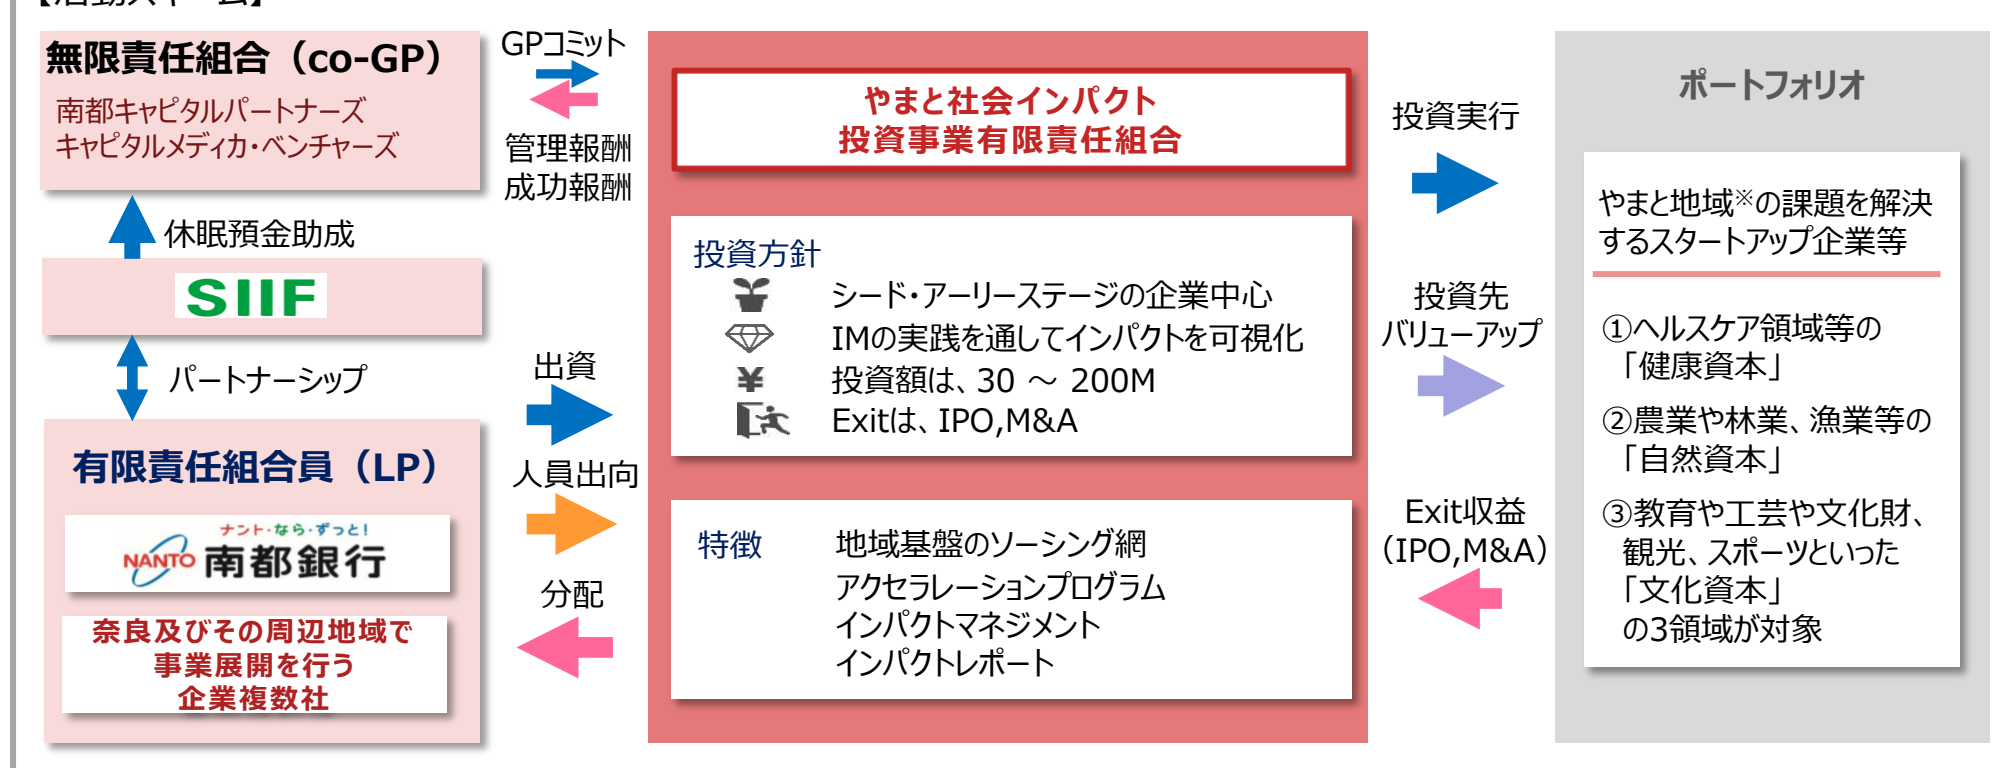 【活動スキーム】
無限責任組合（co-GP）
南都キャピタルパートナーズ
キャピタルメディカ・ベンチャーズ
休眠預金助成
SIIF
パートナーシップ
有限責任組合員（LP）
ナント・なら・ずっと！
NANTO 南都銀行
奈良及びその周辺地域で
事業展開を行う
企業複数社
GPコミット
管理報酬
成功報酬
出資
人員出向
分配
やまと社会インパクト
投資事業有限責任組合
投資方針
シード・アーリーステージの企業中心
IMの実践を通してインパクトを可視化
¥ 投資額は、30 ～ 200M
Exitは、IPO,M&A
特徴 地域基盤のソーシング網
アクセラレーションプログラム
インパクトマネジメント
インパクトレポート
投資実行
投資先
バリューアップ
Exit収益
（IPO,M&A）
ポートフォリオ
やまと地域※の課題を解決
するスタートアップ企業等
①ヘルスケア領域等の
「健康資本」
②農業や林業、漁業等の
「自然資本」
③教育や工芸や文化財、
観光、スポーツといった
「文化資本」
の3領域が対象